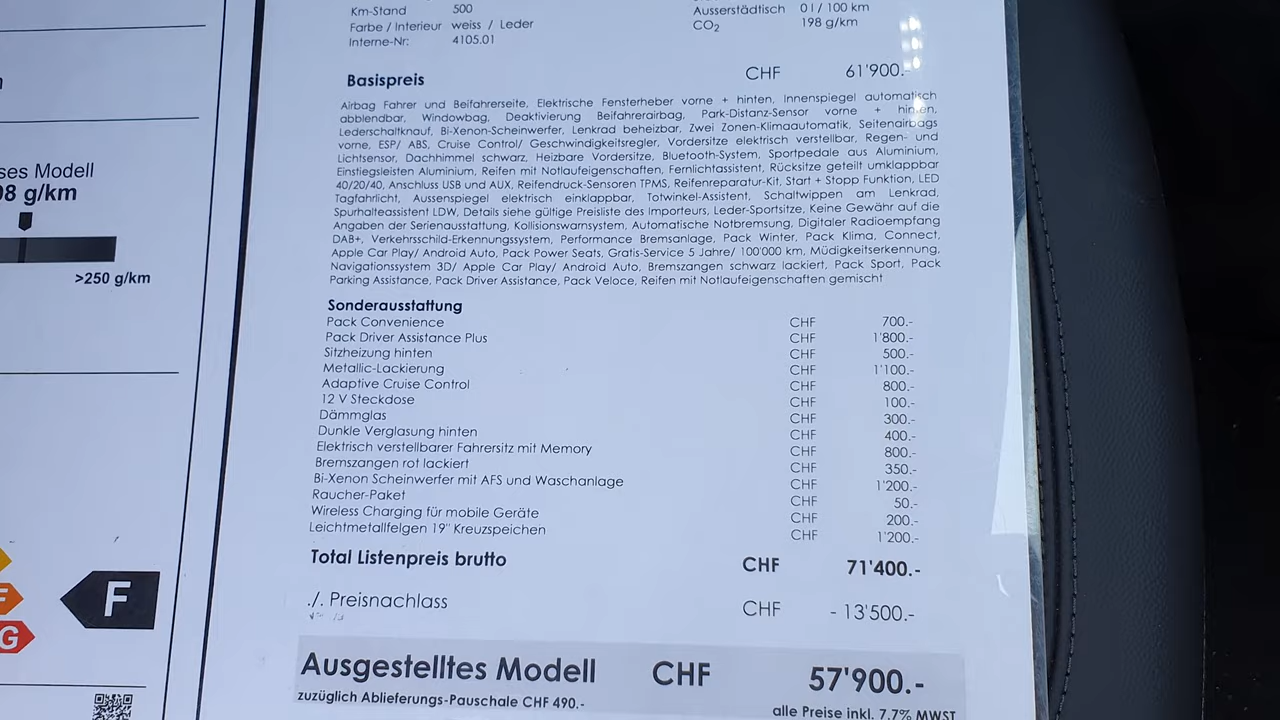 Km-Stand 500
Ausserstädtisch 0 l / 100 km
Farbe / Interieur weiss / Leder
CO2 198 g/km
Interne-Nr: 4105.01
Basispreis CHF 61'900.-
Airbag Fahrer und Beifahrerseite, Elektrische Fensterheber vorne + hinten, Innenspiegel automatisch
abblendbar, Windowbag, Deaktivierung Beifahrerairbag, Park-Distanz-Sensor vorne + hinten,
Lederschaltknauf, Bi-Xenon-Scheinwerfer, Lenkrad beheizbar, Zwei Zonen-Klimaautomatik, Seitenairbags
vorne, ESP/ ABS, Cruise Control/ Geschwindigkeitsregler, Vordersitze elektrisch verstellbar, Regen- und
Lichtsensor, Dachhimmel schwarz, Heizbare Vordersitze, Bluetooth-System, Sportpedale aus Aluminium,
Einstiegsleisten Aluminium, Reifen mit Notlaufeigenschaften, Fernlichtassistent, Rücksitze geteilt umklappbar
40/20/40, Anschluss USB und AUX, Reifendruck-Sensoren TPMS, Reifenreparatur-Kit, Start + Stopp Funktion, LED
Tagfahrlicht, Aussenspiegel elektrisch einklappbar, Totwinkel-Assistent, Schaltwippen am Lenkrad,
Spurhalteassistent LDW, Details siehe gültige Preisliste des Importeurs, Leder-Sportsitze, Keine Gewähr auf die
Angaben der Serienaustattung, Kollisionswarnsystem, Automatische Notbremsung, Digitaler Radioempfang
DAB+, Verkehrsschild-Erkennungssystem, Performance Bremsanlage, Pack Winter, Pack Klima, Connect,
Apple Car Play/ Android Auto, Pack Power Seats, Gratis-Service 5 Jahre/ 100'000 km, Müdigkeitserkennung,
Navigationssystem 3D/ Apple Car Play/ Android Auto, Bremszangen schwarz lackiert, Pack Sport, Pack
Parking Assistance, Pack Driver Assistance, Pack Veloce, Reifen mit Notlaufeigenschaften gemischt
Sonderausstattung
Pack Convenience CHF 700.-
Pack Driver Assistance Plus CHF 1'800.-
Sitzheizung hinten CHF 500.-
Metallic-Lackierung CHF 1'100.-
Adaptive Cruise Control CHF 800.-
12 V Steckdose CHF 100.-
Dämmglas CHF 300.-
Dunkle Verglasung hinten CHF 400.-
Elektrisch verstellbarer Fahrersitz mit Memory CHF 800.-
Bremszangen rot lackiert CHF 350.-
Bi-Xenon Scheinwerfer mit AFS und Waschanlage CHF 1'200.-
Raucher-Paket CHF 50.-
Wireless Charging für mobile Geräte CHF 200.-
Leichtmetallfelgen 19" Kreuzspeichen CHF 1'200.-
Total Listenpreis brutto CHF 71'400.-
./. Preisnachlass CHF - 13'500.-
Ausgestelltes Modell CHF 57'900.-
zuzüglich Ablieferungs-Pauschale CHF 490.-
alle Preise inkl. 7.7% MWST
ses Modell
98 g/km
>250 g/km
F
F
G